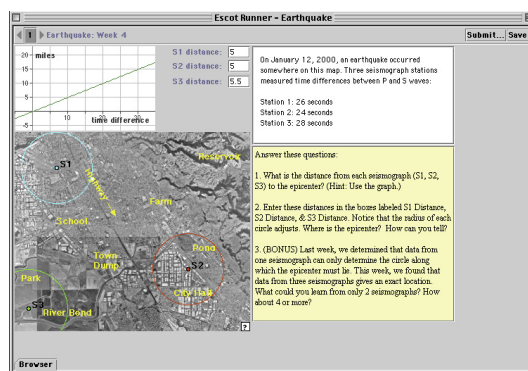 Escot Runner - Earthquake
1 Earthquake: Week 4
Submit... Save
20 miles
15
10
5
-5
10
20
30
time difference
S1 distance: 5
S2 distance: 5
S3 distance: 5.5
On January 12, 2000, an earthquake occurred
somewhere on this map. Three seismograph stations
measured time differences between P and S waves:
Station 1: 26 seconds
Station 2: 24 seconds
Station 3: 28 seconds
S1
Highway
Reservoir
Farm
School
Town
Dump
Pond
S2
City Hall
Park
S3
River Bend
?
Answer these questions:
1. What is the distance from each seismograph (S1, S2,
S3) to the epicenter? (Hint: Use the graph.)
2. Enter these distances in the boxes labeled S1 Distance,
S2 Distance, & S3 Distance. Notice that the radius of each
circle adjusts. Where is the epicenter? How can you tell?
3. (BONUS) Last week, we determined that data from
one seismograph can only determine the circle along
which the epicenter must lie. This week, we found that
data from three seismographs gives an exact location.
What could you learn from only 2 seismographs? How
about 4 or more?
Browser